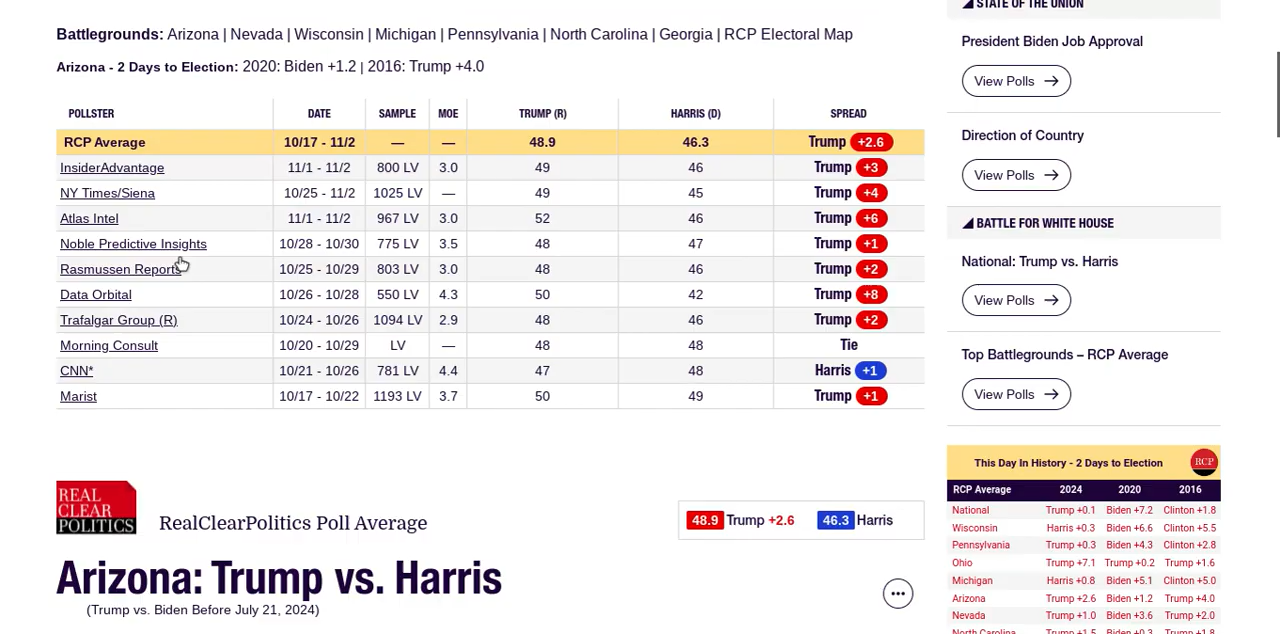 Battlegrounds: Arizona | Nevada | Wisconsin | Michigan | Pennsylvania | North Carolina | Georgia | RCP Electoral Map
Arizona - 2 Days to Election: 2020: Biden +1.2 | 2016: Trump +4.0
POLLSTER DATE SAMPLE MOE TRUMP (R) HARRIS (D) SPREAD
RCP Average 10/17 - 11/2 — — 48.9 46.3 Trump +2.6
InsiderAdvantage 11/1 - 11/2 800 LV 3.0 49 46 Trump +3
NY Times/Siena 10/25 - 11/2 1025 LV — 49 45 Trump +4
Atlas Intel 11/1 - 11/2 967 LV 3.0 52 46 Trump +6
Noble Predictive Insights 10/28 - 10/30 775 LV 3.5 48 47 Trump +1
Rasmussen Reports 10/25 - 10/29 803 LV 3.0 48 46 Trump +2
Data Orbital 10/26 - 10/28 550 LV 4.3 50 42 Trump +8
Trafalgar Group (R) 10/24 - 10/26 1094 LV 2.9 48 46 Trump +2
Morning Consult 10/20 - 10/29 LV — 48 48 Tie
CNN* 10/21 - 10/26 781 LV 4.4 47 48 Harris +1
Marist 10/17 - 10/22 1193 LV 3.7 50 49 Trump +1
REAL
CLEAR
POLITICS
RealClearPolitics Poll Average
48.9 Trump +2.6 46.3 Harris
Arizona: Trump vs. Harris
(Trump vs. Biden Before July 21, 2024)
STATE OF THE UNION
President Biden Job Approval
View Polls
Direction of Country
View Polls
BATTLE FOR WHITE HOUSE
National: Trump vs. Harris
View Polls
Top Battlegrounds – RCP Average
View Polls
This Day In History - 2 Days to Election
RCP
RCP Average 2024 2020 2016
National Trump +0.1 Biden +7.2 Clinton +1.8
Wisconsin Harris +0.3 Biden +6.6 Clinton +5.5
Pennsylvania Trump +0.3 Biden +4.3 Clinton +2.8
Ohio Trump +7.1 Trump +0.2 Trump +1.6
Michigan Harris +0.8 Biden +5.1 Clinton +5.0
Arizona Trump +2.6 Biden +1.2 Trump +4.0
Nevada Trump +1.0 Biden +3.6 Trump +2.0
North Carolina Trump +1.5 Biden +0.3 Trump +1.8